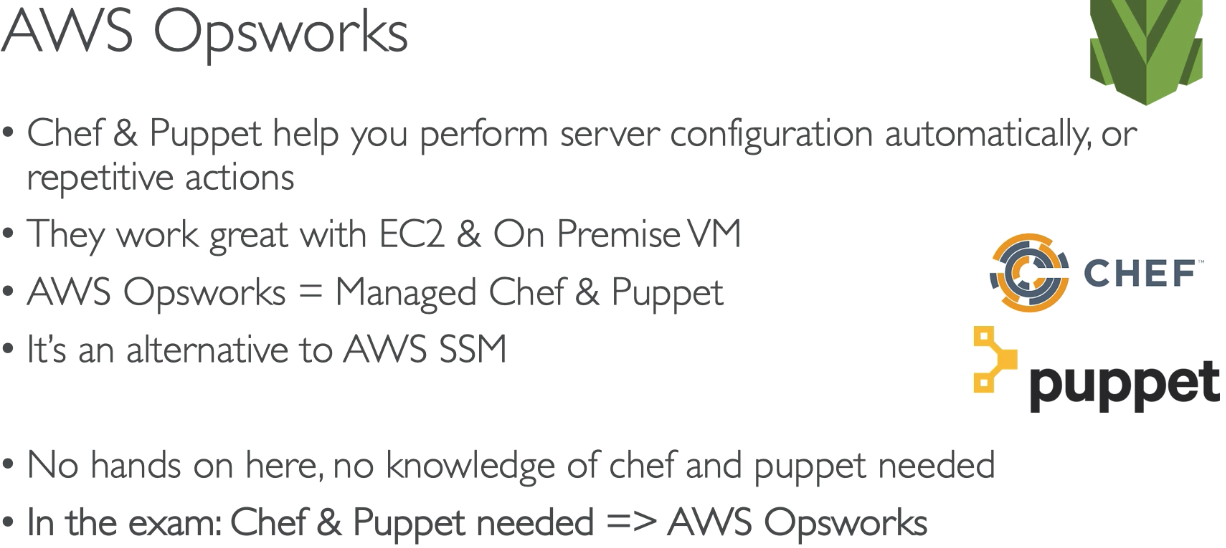 AWS Opsworks
• Chef & Puppet help you perform server configuration automatically, or
repetitive actions
• They work great with EC2 & On Premise VM
• AWS Opsworks = Managed Chef & Puppet
• It's an alternative to AWS SSM
CHEF™
puppet
• No hands on here, no knowledge of chef and puppet needed
• In the exam: Chef & Puppet needed => AWS Opsworks